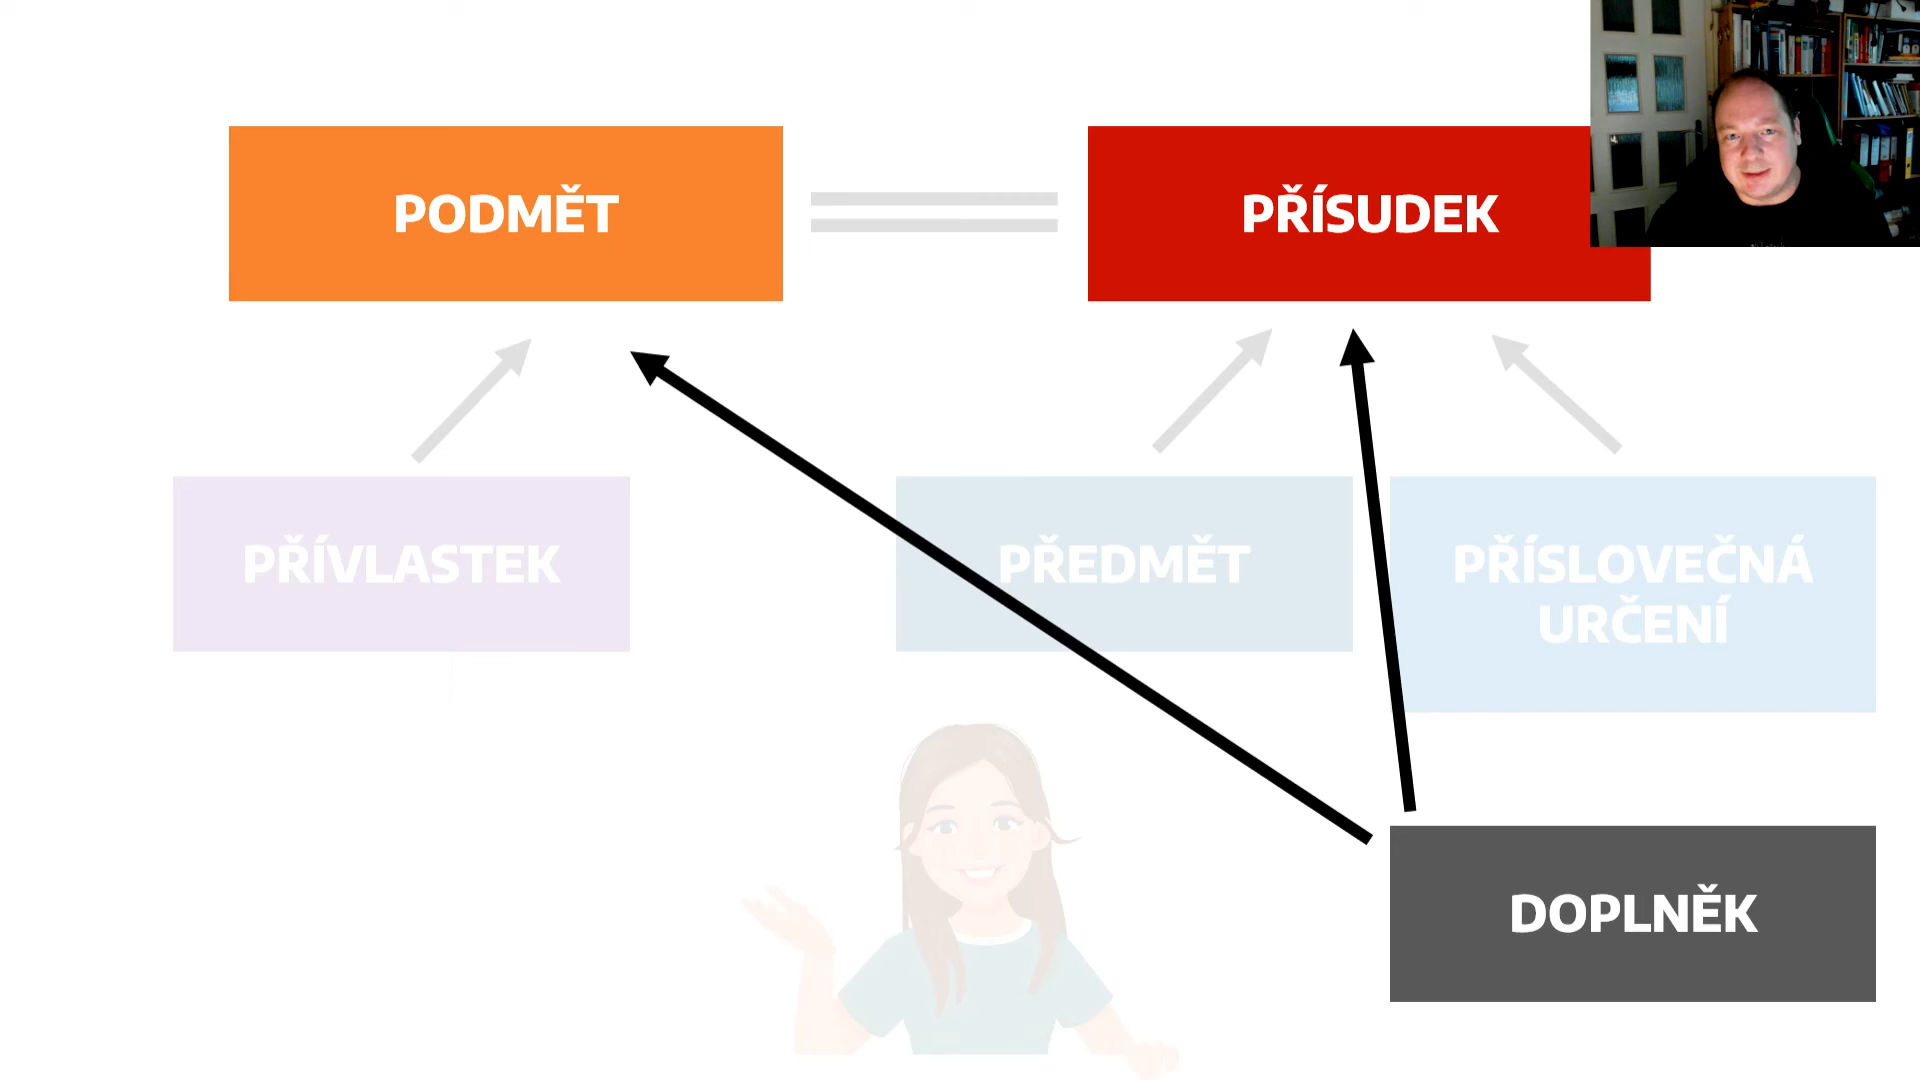 PODMĚT
PŘÍSUDEK
PŘÍVLASTEK
PŘEDMĚT
PŘÍSLOVEČNÁ
URČENÍ
DOPLNĚK